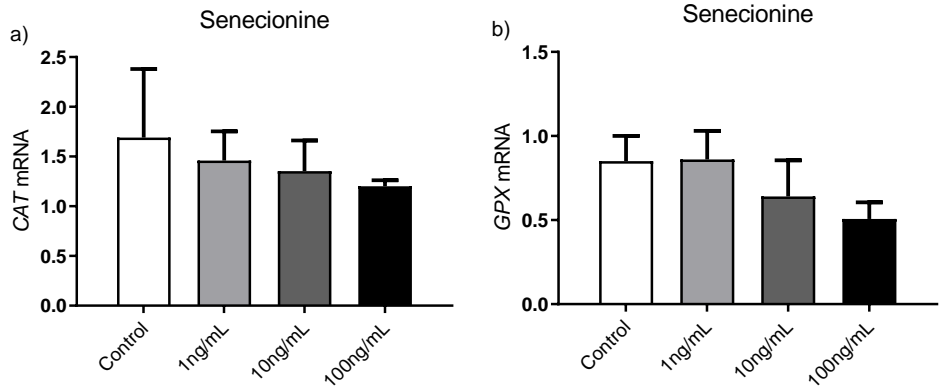 a)
Senecionine
CAT mRNA
2.5
2.0
1.5
1.0
0.5
0.0
Control
1ng/mL
10ng/mL
100ng/mL
b)
Senecionine
GPX mRNA
1.5
1.0
0.5
0.0
Control
1ng/mL
10ng/mL
100ng/mL